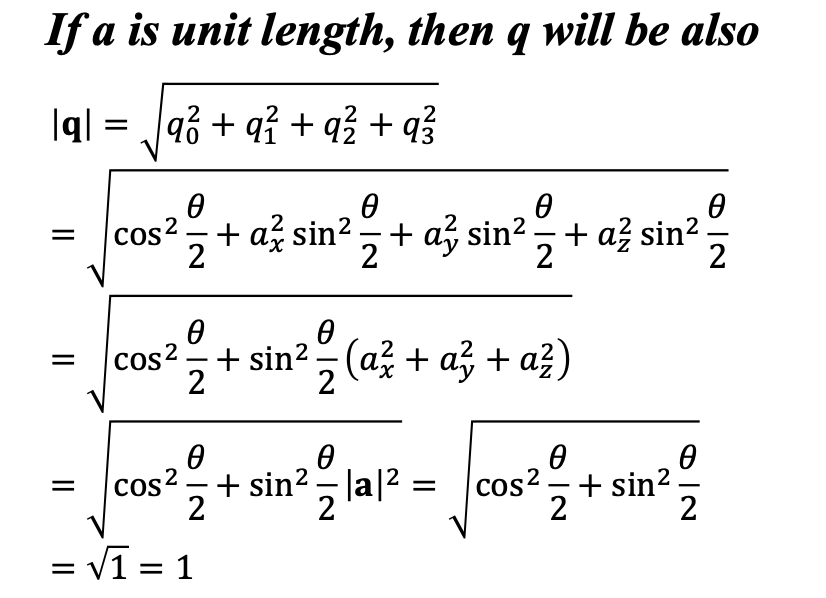 If a is unit length, then q will be also
|q| = √(q₀² + q₁² + q₂² + q₃²)
= √(cos² θ/2 + aₓ² sin² θ/2 + a_y² sin² θ/2 + a_z² sin² θ/2)
= √(cos² θ/2 + sin² θ/2 (aₓ² + a_y² + a_z²))
= √(cos² θ/2 + sin² θ/2 |a|²) = √(cos² θ/2 + sin² θ/2)
= √1 = 1